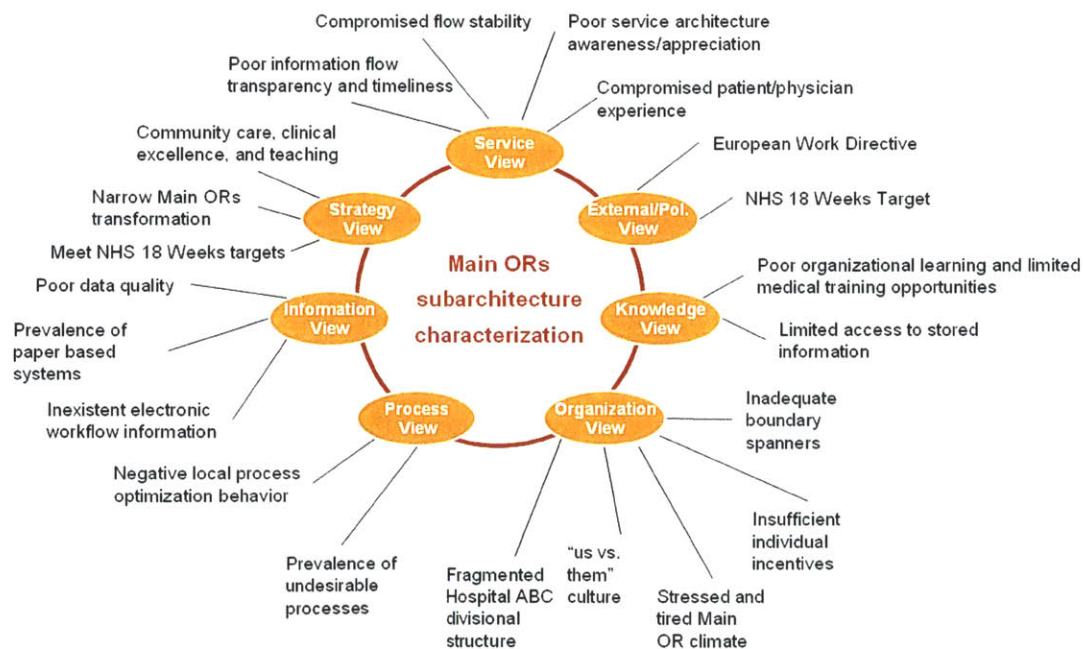 Compromised flow stability
Poor service architecture
awareness/appreciation
Poor information flow
transparency and timeliness
Compromised patient/physician
experience
Community care, clinical
excellence, and teaching
Service
View
European Work Directive
Narrow Main ORs
transformation
Strategy
View
External/Pol.
View
NHS 18 Weeks Target
Meet NHS 18 Weeks targets
Main ORs
subarchitecture
characterization
Poor data quality
Information
View
Poor organizational learning and limited
medical training opportunities
Knowledge
View
Prevalence of
paper based
systems
Limited access to stored
information
Inexistent electronic
workflow information
Process
View
Organization
View
Inadequate
boundary
spanners
Negative local process
optimization behavior
Insufficient
individual
incentives
Prevalence of
undesirable
processes
Fragmented
Hospital ABC
divisional
structure
“us vs.
them”
culture
Stressed and
tired Main
OR climate